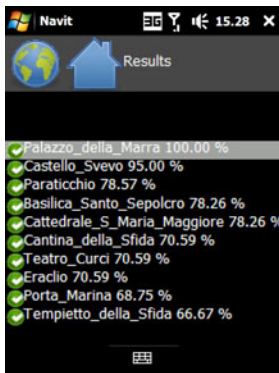 Navit 3G 15.28
Results
Palazzo_della_Marra 100.00 %
Castello_Svevo 95.00 %
Paraticchio 78.57 %
Basilica_Santo_Sepolcro 78.26 %
Cattedrale_S_Maria_Maggiore 78.26 %
Cantina_della_Sfida 70.59 %
Teatro_Curci 70.59 %
Eraclio 70.59 %
Porta_Marina 68.75 %
Tempietto_della_Sfida 66.67 %